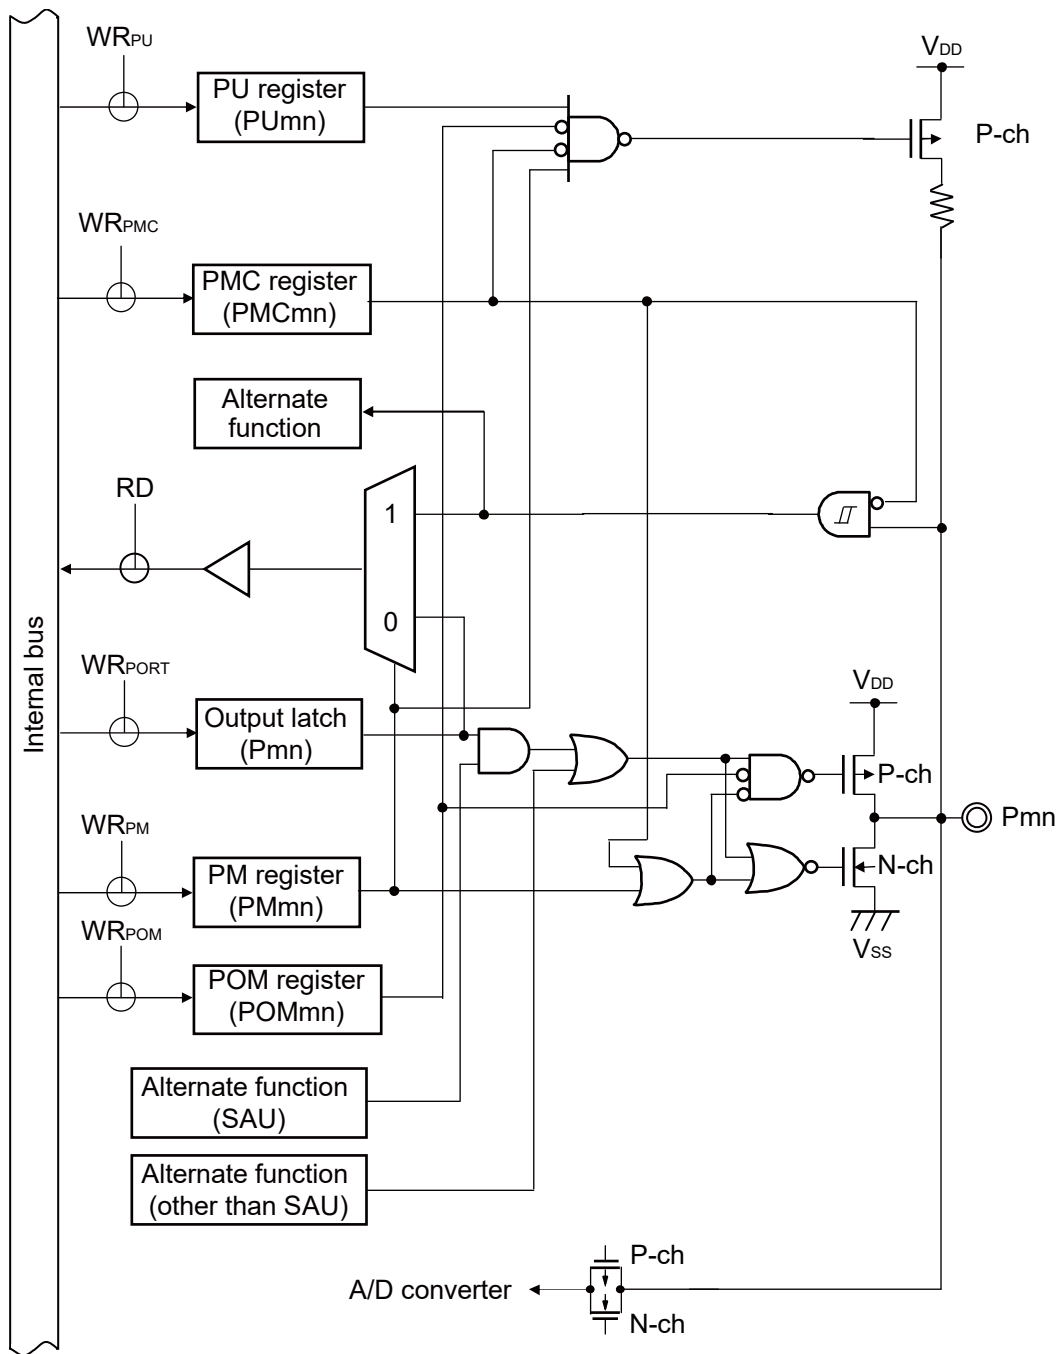 WRPU
VDD
PU register
(PUmn)
P-ch
WRPMC
PMC register
(PMCmn)
Alternate
function
RD
1
0
Internal bus
WRPORT
Output latch
(Pmn)
VDD
P-ch
Pmn
WRPM
PM register
(PMmn)
N-ch
VSS
WRPOM
POM register
(POMmn)
Alternate function
(SAU)
Alternate function
(other than SAU)
P-ch
A/D converter
N-ch